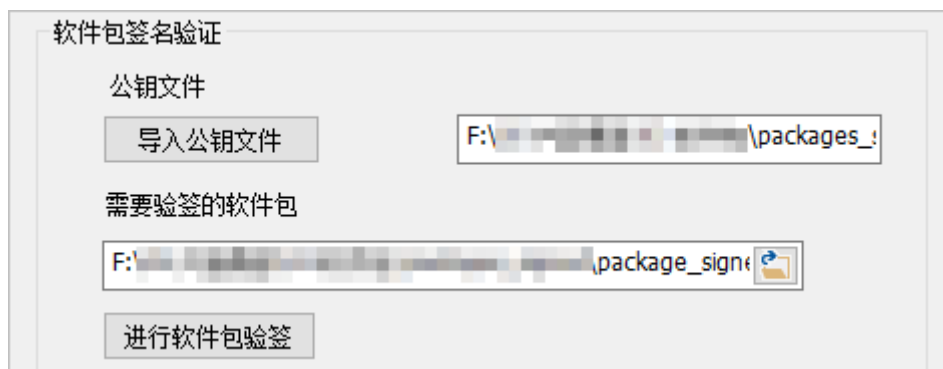 软件包签名验证
公钥文件
导入公钥文件 F:\ \packages_
需要验签的软件包
F:\ \package_signe
进行软件包验签